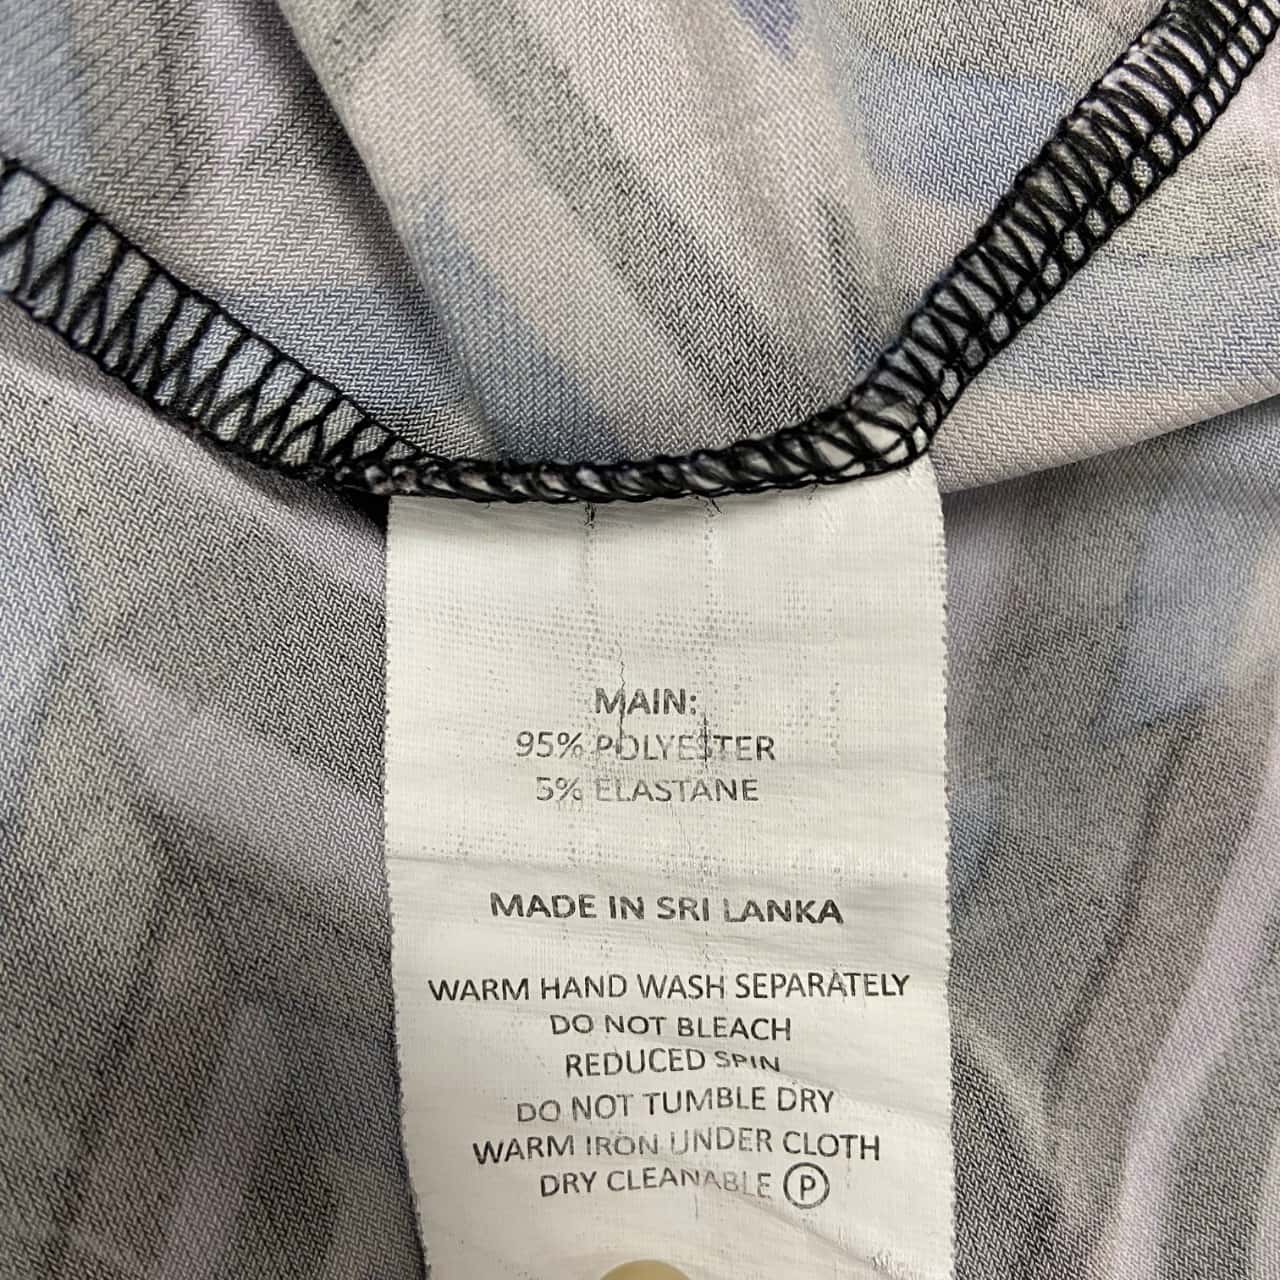 MAIN:
95% POLYESTER
5% ELASTANE
MADE IN SRI LANKA
WARM HAND WASH SEPARATELY
DO NOT BLEACH
REDUCED SPIN
DO NOT TUMBLE DRY
WARM IRON UNDER CLOTH
DRY CLEANABLE P